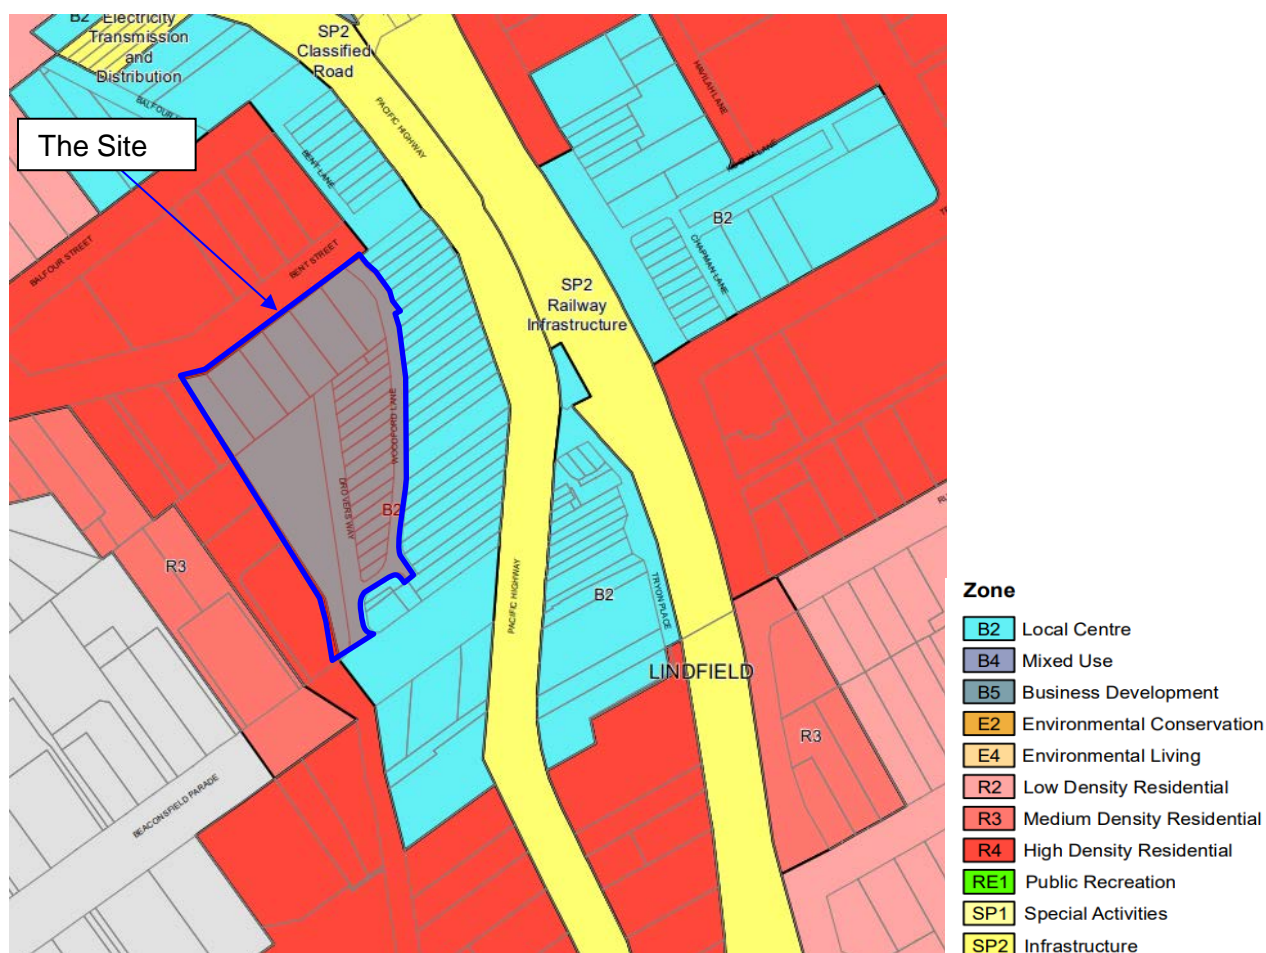 B2
Electricity
Transmission
and
Distribution
SP2
Classified
Road
BALFOUR
PACIFIC HIGHWAY
HAVILAH LANE
The Site
BENT LANE
LANE
B2
BALFOUR STREET
BENT STREET
CHAPMAN LANE
SP2
Railway
Infrastructure
WOODFORD LANE
DROVERS WAY
B2
R3
PACIFIC HIGHWAY
TRYON PLACE
B2
LINDFIELD
R3
BEACONSFIELD PARADE
Zone
B2 Local Centre
B4 Mixed Use
B5 Business Development
E2 Environmental Conservation
E4 Environmental Living
R2 Low Density Residential
R3 Medium Density Residential
R4 High Density Residential
RE1 Public Recreation
SP1 Special Activities
SP2 Infrastructure